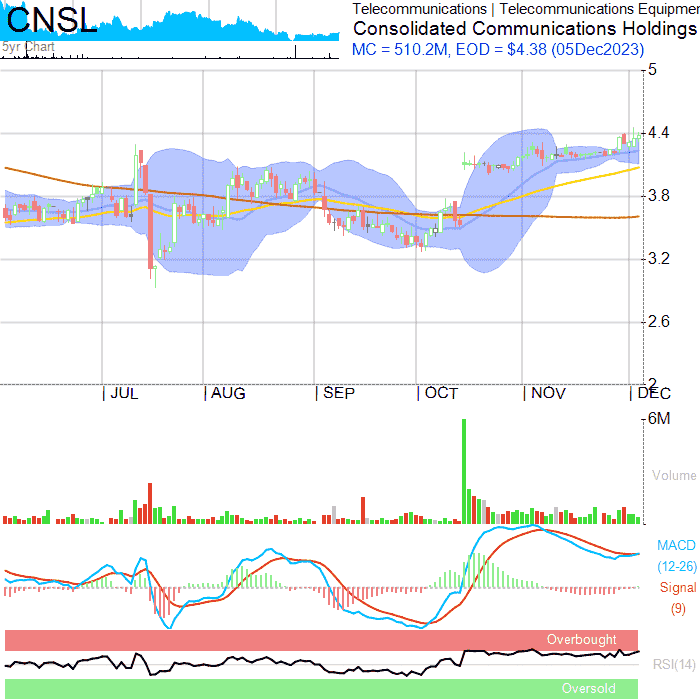 CNSL
5yr Chart
Telecommunications | Telecommunications Equipmen
Consolidated Communications Holdings
MC = 510.2M, EOD = $4.38 (05Dec2023)
5
4.4
3.8
3.2
2.6
2
JUL AUG SEP OCT NOV DEC
6M
Volume
MACD
(12-26)
Signal
(9)
Overbought
RSI(14)
Oversold